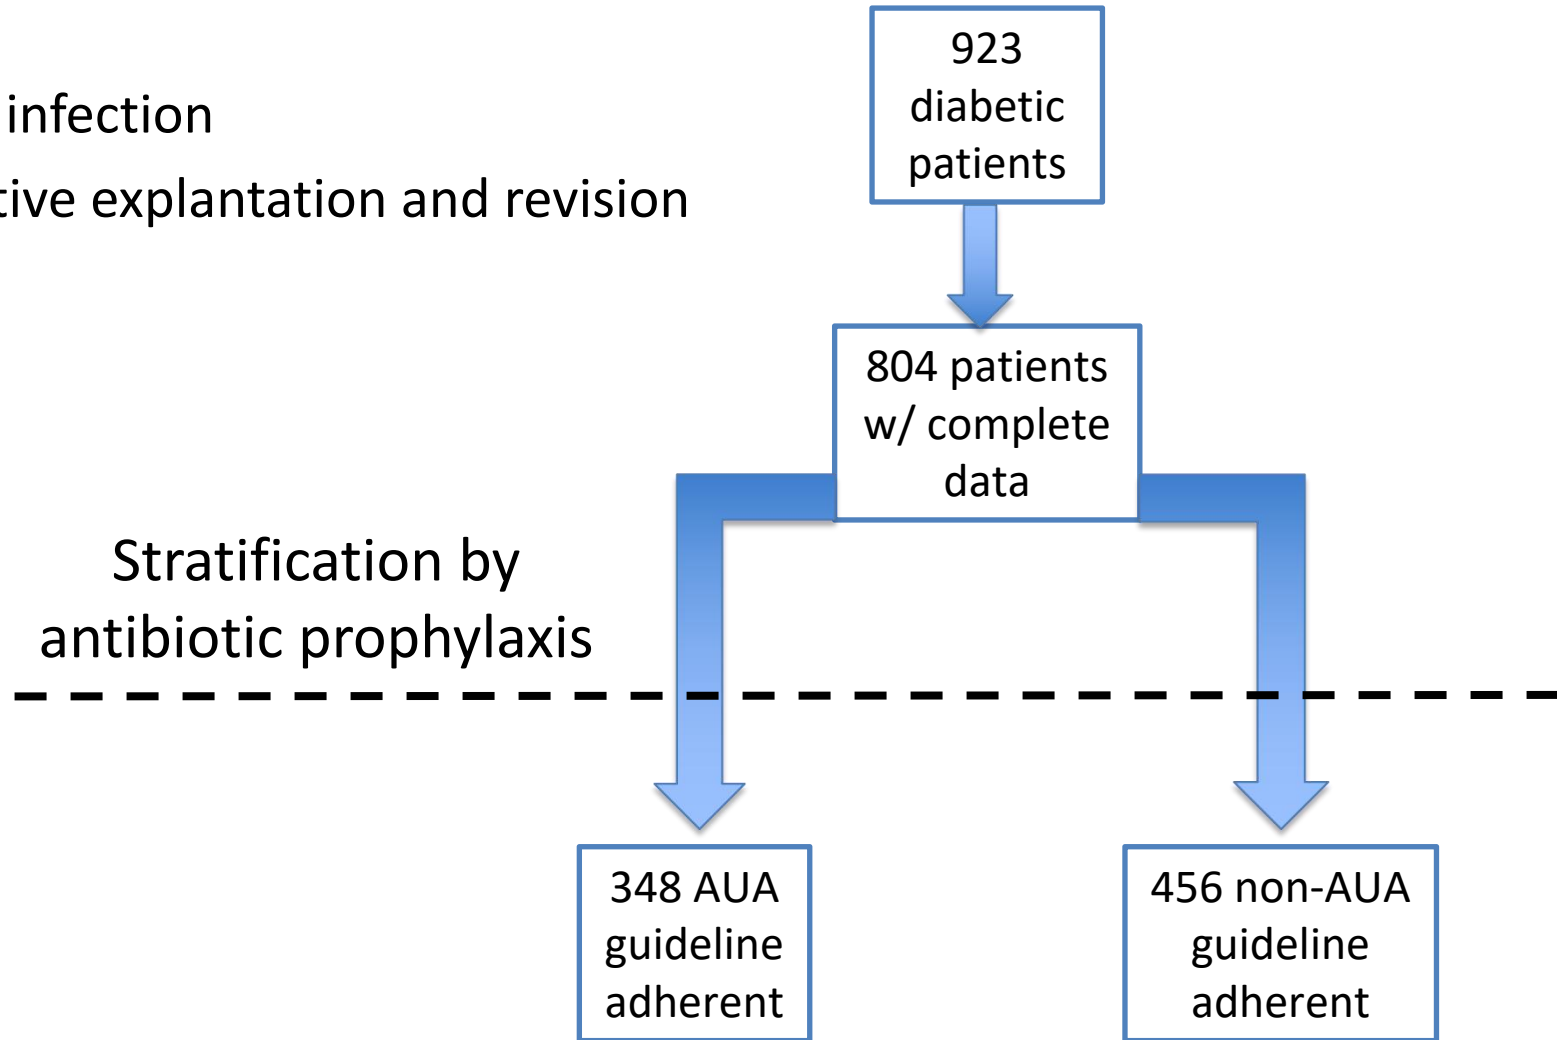 923
diabetic
patients
infection
explantation and revision
804 patients
w/ complete
data
Stratification by
antibiotic prophylaxis
348 AUA
guideline
adherent
456 non-AUA
guideline
adherent